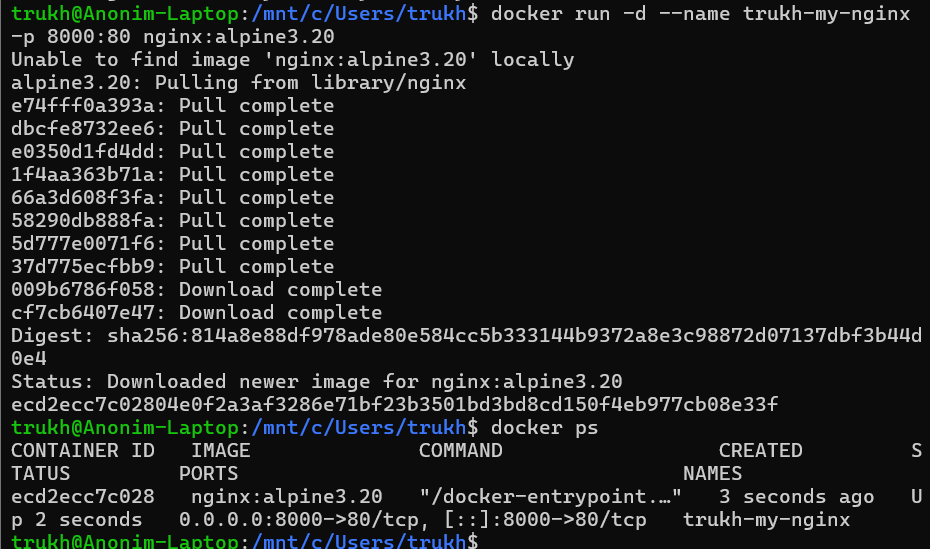 trukh@Anonim-Laptop:/mnt/c/Users/trukh$ docker run -d --name trukh-my-nginx
-p 8000:80 nginx:alpine3.20
Unable to find image 'nginx:alpine3.20' locally
alpine3.20: Pulling from library/nginx
e74fff0a393a: Pull complete
dbcfe8732ee6: Pull complete
e0350d1fd4dd: Pull complete
1f4aa363b71a: Pull complete
66a3d608f3fa: Pull complete
58290db888fa: Pull complete
5d777e0071f6: Pull complete
37d775ecfbb9: Pull complete
009b6786f058: Download complete
cf7cb6407e47: Download complete
Digest: sha256:814a8e88df978ade80e584cc5b333144b9372a8e3c98872d07137dbf3b44d
0e4
Status: Downloaded newer image for nginx:alpine3.20
ecd2ecc7c02804e0f2a3af3286e71bf23b3501bd3bd8cd150f4eb977cb08e33f
trukh@Anonim-Laptop:/mnt/c/Users/trukh$ docker ps
CONTAINER ID   IMAGE              COMMAND                  CREATED         S
TATUS         PORTS                                     NAMES
ecd2ecc7c028   nginx:alpine3.20   "/docker-entrypoint.…"   3 seconds ago   U
p 2 seconds   0.0.0.0:8000->80/tcp, [::]:8000->80/tcp   trukh-my-nginx
trukh@Anonim-Laptop:/mnt/c/Users/trukh$